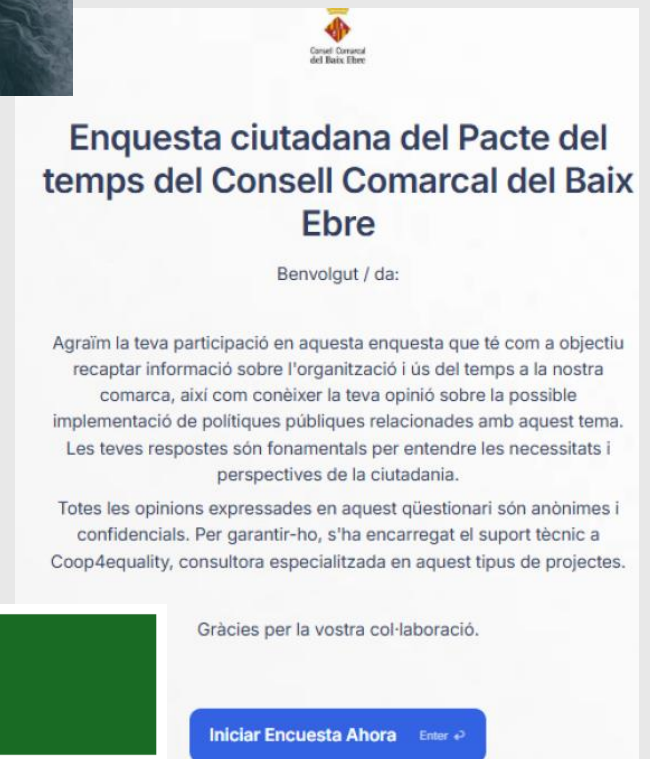 Consell Comarcal
del Baix Ebre
Enquesta ciutadana del Pacte del
temps del Consell Comarcal del Baix
Ebre
Benvolgut / da:
Agraïm la teva participació en aquesta enquesta que té com a objectiu
recaptar informació sobre l'organització i ús del temps a la nostra
comarca, així com conèixer la teva opinió sobre la possible
implementació de polítiques públiques relacionades amb aquest tema.
Les teves respostes són fonamentals per entendre les necessitats i
perspectives de la ciutadania.
Totes les opinions expressades en aquest qüestionari són anònimes i
confidencials. Per garantir-ho, s'ha encarregat el suport tècnic a
Coop4equality, consultora especialitzada en aquest tipus de projectes.
Gràcies per la vostra col·laboració.
Iniciar Encuesta Ahora Enter ↵